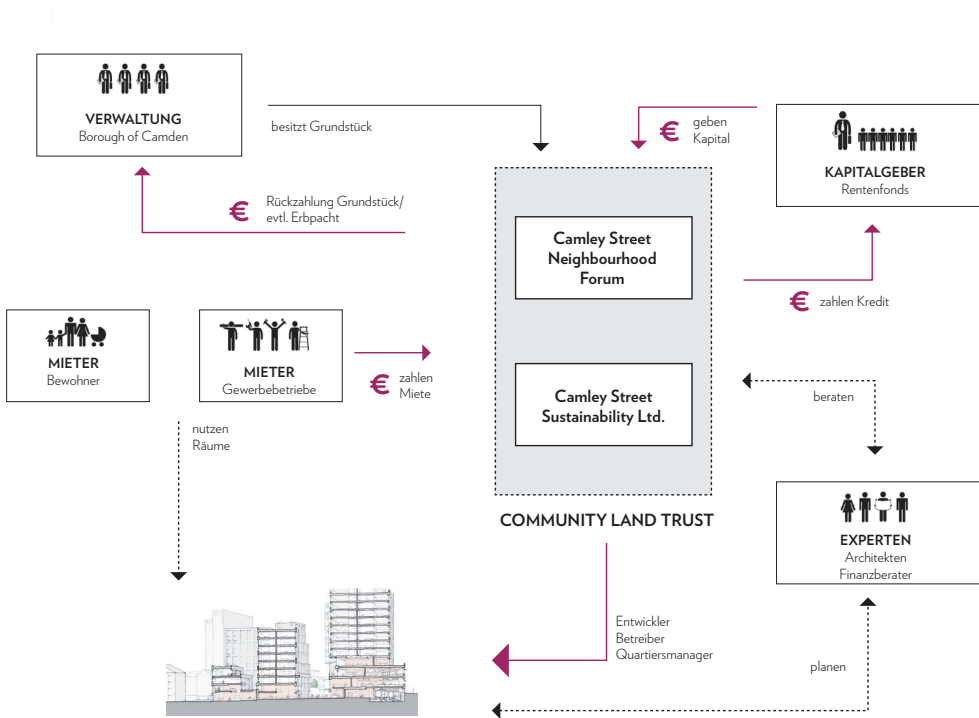 VERWALTUNG
Borough of Camden
besitzt Grundstück
€
geben
Kapital
KAPITALGEBER
Rentenfonds
€
Rückzahlung Grundstück/
evtl. Erbpacht
Camley Street
Neighbourhood
Forum
€
zahlen Kredit
MIETER
Bewohner
MIETER
Gewerbebetriebe
€
zahlen
Miete
Camley Street
Sustainability Ltd.
beraten
nutzen
Räume
COMMUNITY LAND TRUST
EXPERTEN
Architekten
Finanzberater
Entwickler
Betreiber
Quartiersmanager
planen